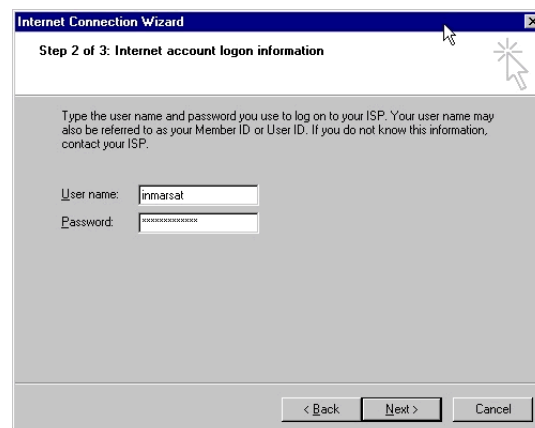 Internet Connection Wizard
Step 2 of 3: Internet account logon information
Type the user name and password you use to log on to your ISP. Your user name may
also be referred to as your Member ID or User ID. If you do not know this information,
contact your ISP.
User name: inmarsat
Password: *************
< Back Next > Cancel